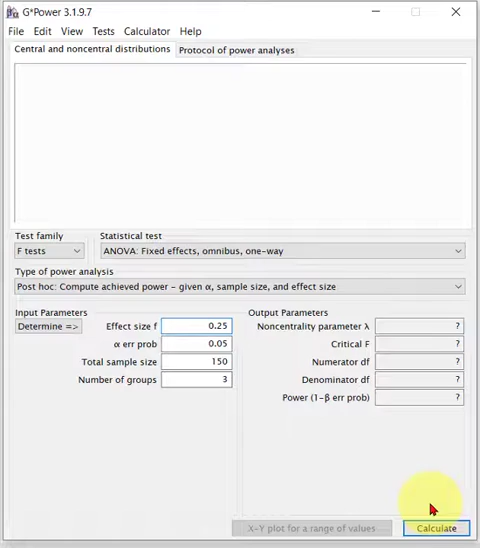 G*Power 3.1.9.7
File Edit View Tests Calculator Help
Central and noncentral distributions Protocol of power analyses
Test family Statistical test
F tests ANOVA: Fixed effects, omnibus, one-way
Type of power analysis
Post hoc: Compute achieved power - given α, sample size, and effect size
Input Parameters Output Parameters
Determine => Effect size f 0.25 Noncentrality parameter λ ?
α err prob 0.05 Critical F ?
Total sample size 150 Numerator df ?
Number of groups 3 Denominator df ?
Power (1-β err prob) ?
X-Y plot for a range of values Calculate